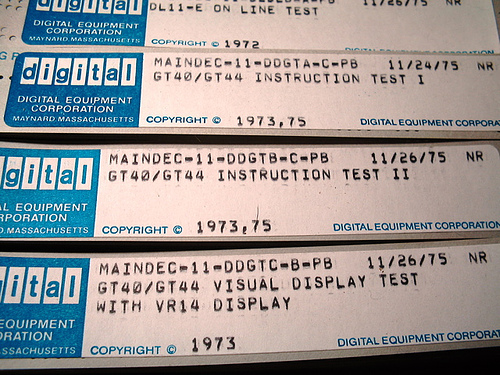 digital
DL11-E ON LINE TEST
11/26/75 NR
DIGITAL EQUIPMENT
CORPORATION
MAYNARD, MASSACHUSETTS
COPYRIGHT © 1972
digital
MAINDEC-11-DDGTA-C-PB 11/24/75 NR
GT40/GT44 INSTRUCTION TEST I
DIGITAL EQUIPMENT
CORPORATION
MAYNARD, MASSACHUSETTS
COPYRIGHT © 1973,75
DIGITAL EQUIPMENT CORPORA
gital
MAINDEC-11-DDGTB-C-PB 11/26/75 NR
GT40/GT44 INSTRUCTION TEST II
L EQUIPMENT
RPORATION
D, MASSACHUSETTS
COPYRIGHT © 1973,75
DIGITAL EQUIPMENT CORPORATION
ital
MAINDEC-11-DDGTC-B-PB 11/26/75 NR
GT40/GT44 VISUAL DISPLAY TEST
WITH VR14 DISPLAY
EQUIPMENT
RATION
SSACHUSETTS
COPYRIGHT © 1973
DIGITAL EQUIPMENT CORPORAT